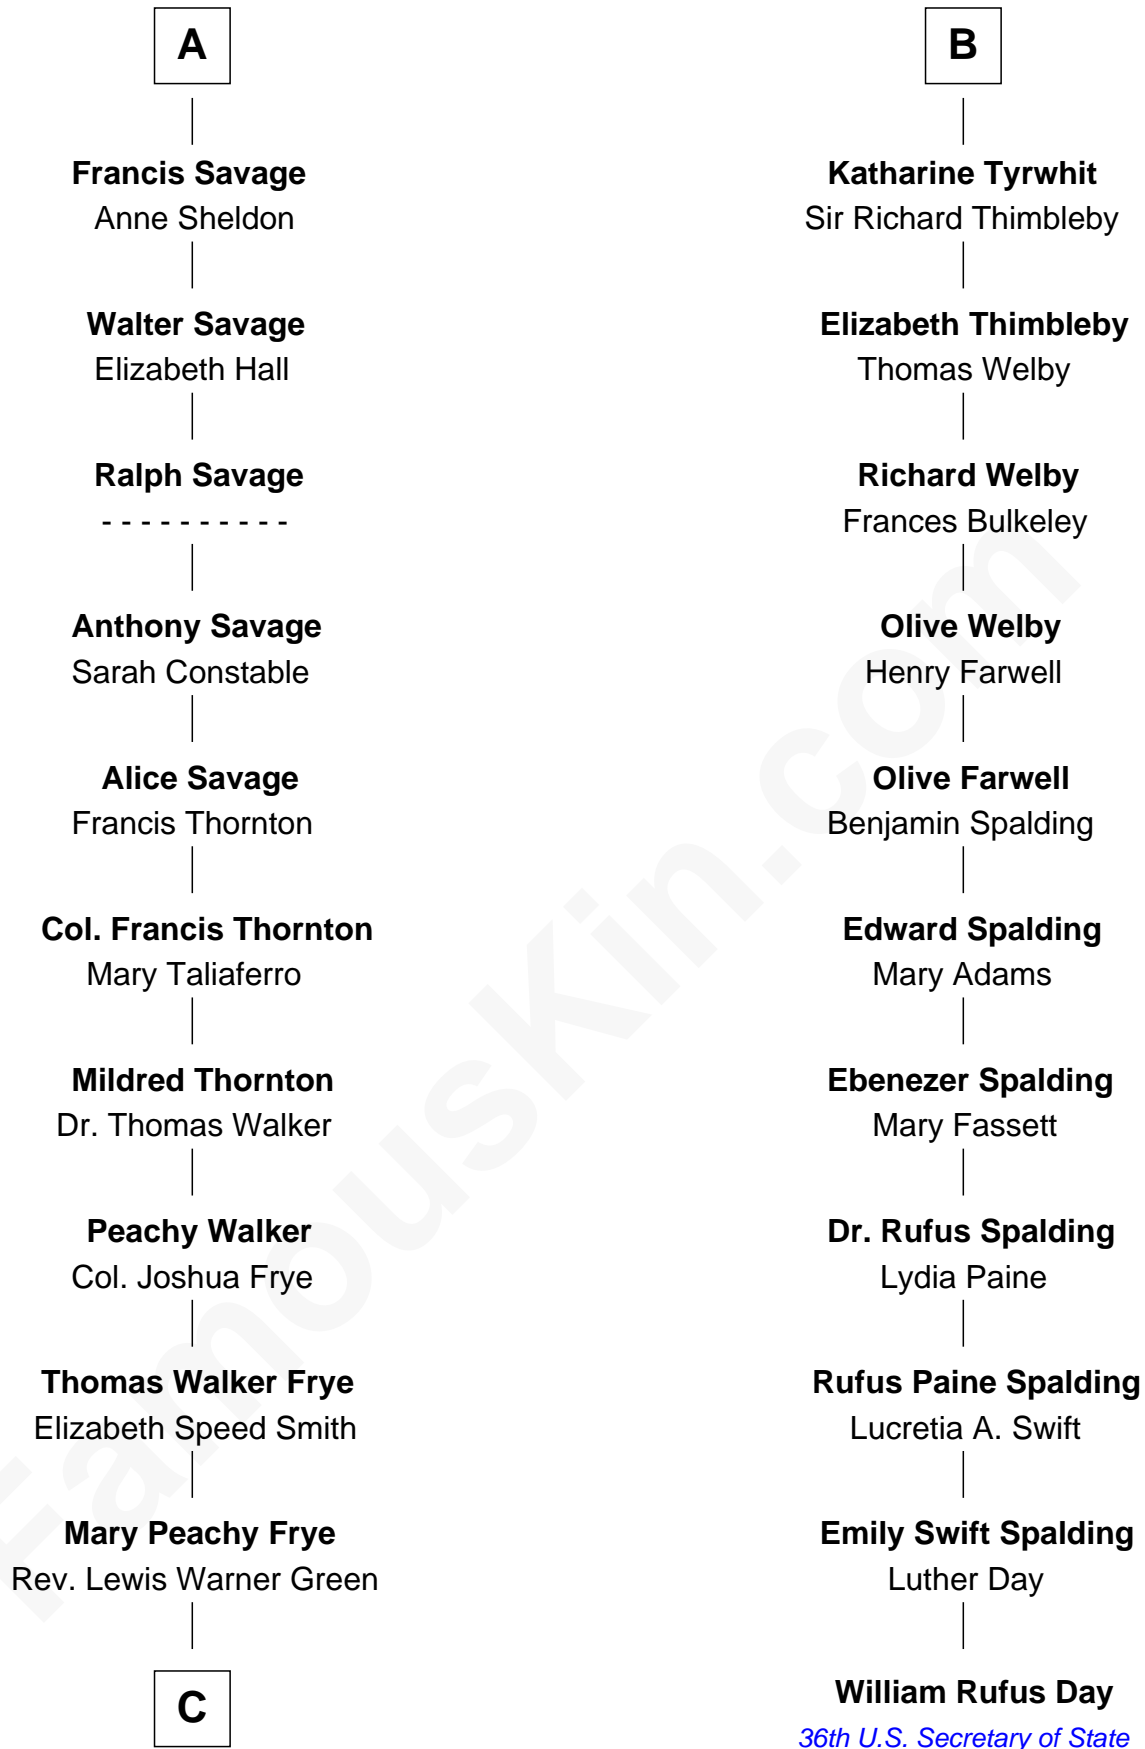 A
Francis Savage
Anne Sheldon
Walter Savage
Elizabeth Hall
Ralph Savage
- - - - - - - - - -
Anthony Savage
Sarah Constable
Alice Savage
Francis Thornton
Col. Francis Thornton
Mary Taliaferro
Mildred Thornton
Dr. Thomas Walker
Peachy Walker
Col. Joshua Frye
Thomas Walker Frye
Elizabeth Speed Smith
Mary Peachy Frye
Rev. Lewis Warner Green
C
B
Katharine Tyrwhit
Sir Richard Thimbleby
Elizabeth Thimbleby
Thomas Welby
Richard Welby
Frances Bulkeley
Olive Welby
Henry Farwell
Olive Farwell
Benjamin Spalding
Edward Spalding
Mary Adams
Ebenezer Spalding
Mary Fassett
Dr. Rufus Spalding
Lydia Paine
Rufus Paine Spalding
Lucretia A. Swift
Emily Swift Spalding
Luther Day
William Rufus Day
36th U.S. Secretary of State
FamousKin.com